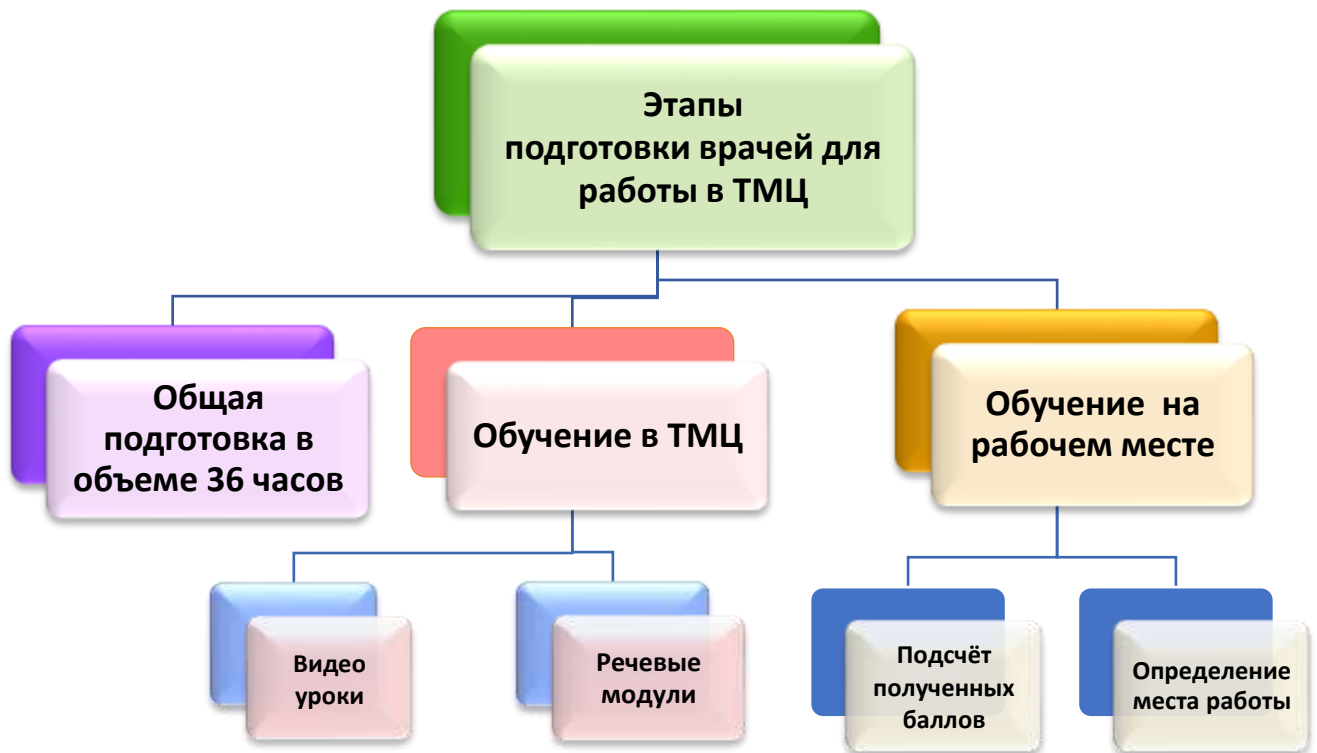 Этапы
подготовки врачей для
работы в ТМЦ
Общая
подготовка в
объеме 36 часов
Обучение в ТМЦ
Обучение на
рабочем месте
Видео
уроки
Речевые
модули
Подсчёт
полученных
баллов
Определение
места работы